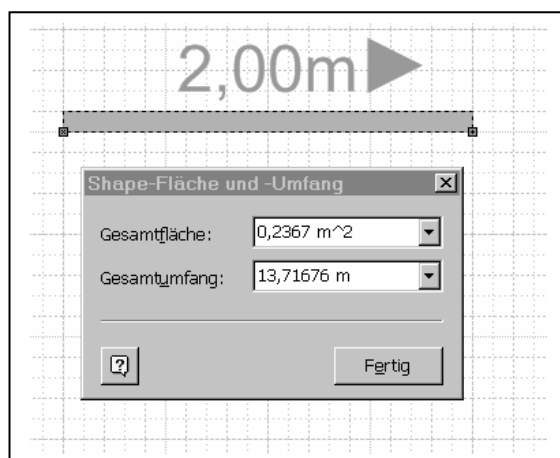 2,00m
Shape-Fläche und -Umfang
Gesamtfläche: 0,2367 m^2
Gesamtumfang: 13,71676 m
Fertig